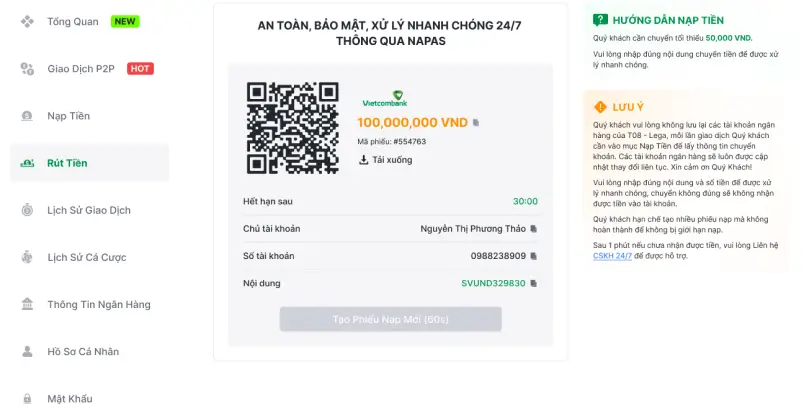 Tổng Quan NEW
Giao Dịch P2P HOT
Nạp Tiền
Rút Tiền
Lịch Sử Giao Dịch
Lịch Sử Cá Cược
Thông Tin Ngân Hàng
Hồ Sơ Cá Nhân
Mật Khẩu
AN TOÀN, BẢO MẬT, XỬ LÝ NHANH CHÓNG 24/7
THÔNG QUA NAPAS
Vietcombank
100,000,000 VND
Mã phiếu: #554763
Tải xuống
Hết hạn sau 30:00
Chủ tài khoản Nguyễn Thị Phương Thảo
Số tài khoản 0988238909
Nội dung SVUND329830
Tạo Phiếu Nạp Mới (60s)
HƯỚNG DẪN NẠP TIỀN
Quý khách cần chuyển tối thiểu 50,000 VND.
Vui lòng nhập đúng nội dung chuyển tiền để được xử
lý nhanh chóng.
LƯU Ý
Quý khách vui lòng không lưu lại các tài khoản ngân
hàng của T08 - Lega, mỗi lần giao dịch Quý khách
cần vào mục Nạp Tiền để lấy thông tin chuyển
khoản. Các tài khoản ngân hàng sẽ luôn được cập
nhật thay đổi liên tục. Xin cảm ơn Quý Khách!
Vui lòng nhập đúng nội dung và số tiền để được xử
lý nhanh chóng, chuyển không đúng sẽ không nhận
được tiền vào tài khoản.
Quý khách hạn chế tạo nhiều phiếu nạp mà không
hoàn thành để không bị giới hạn nạp.
Sau 1 phút nếu chưa nhận được tiền, vui lòng Liên hệ
CSKH 24/7 để được hỗ trợ.